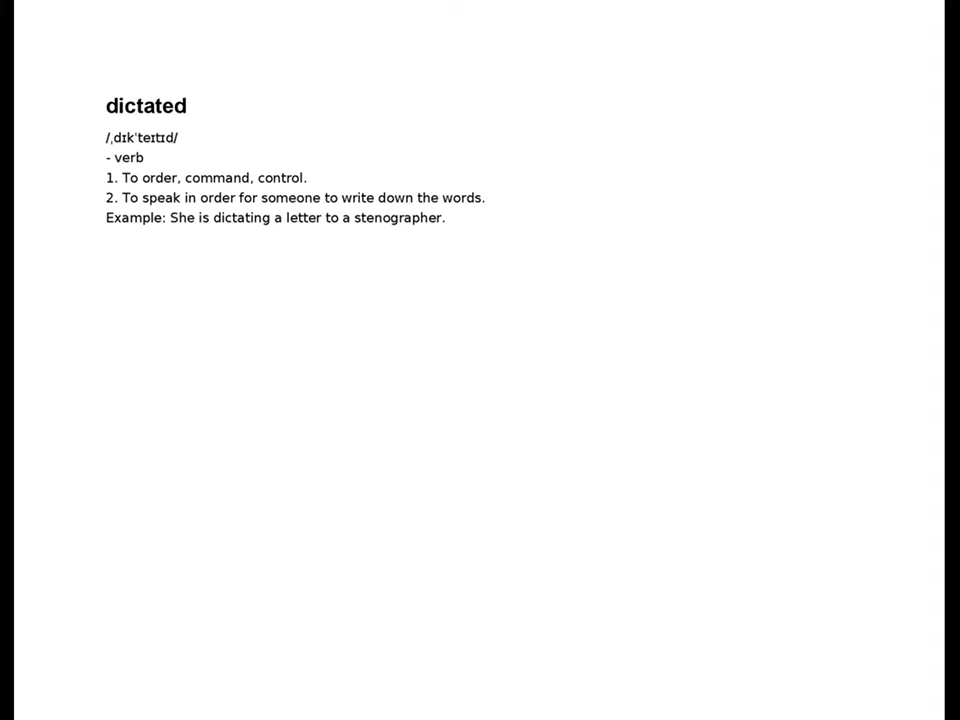 dictated
/ˌdɪkˈteɪtɪd/
- verb
1. To order, command, control.
2. To speak in order for someone to write down the words.
Example: She is dictating a letter to a stenographer.